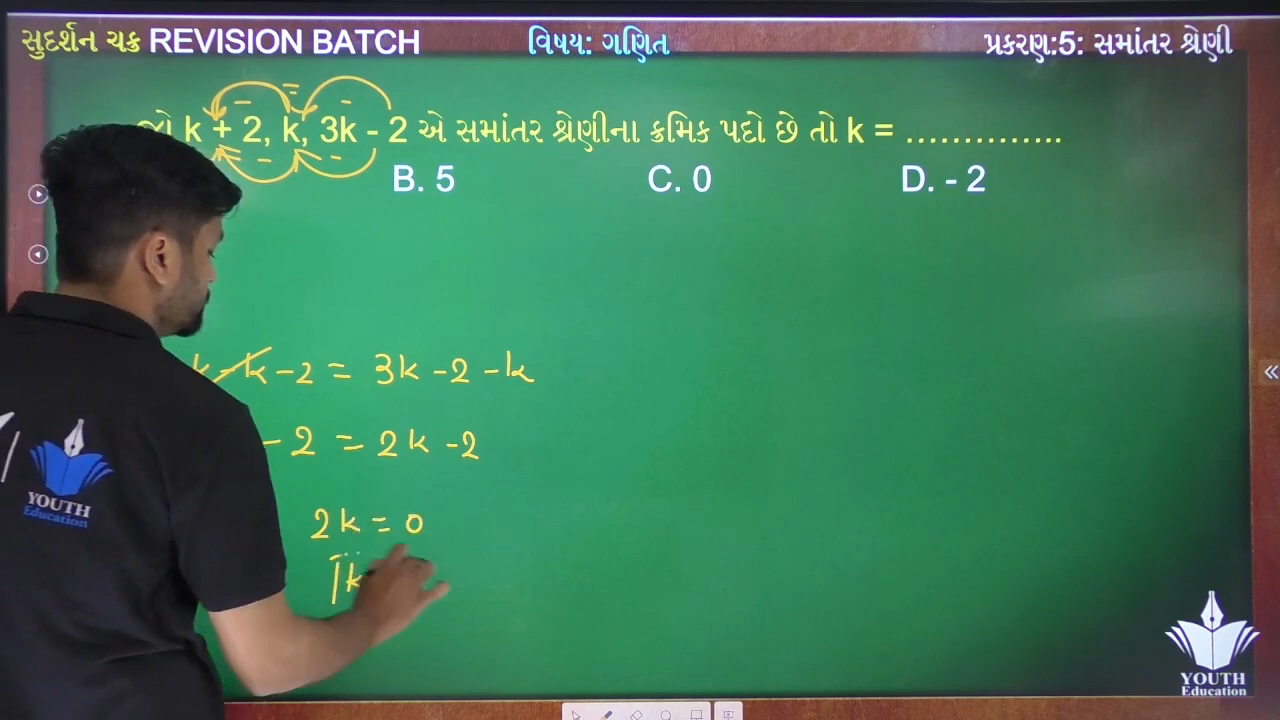 સુદર્શન ચક્ર REVISION BATCH
વિષય: ગણિત
પ્રકરણ:5: સમાંતર શ્રેણી
k + 2, k, 3k - 2 એ સમાંતર શ્રેણીના ક્રમિક પદો છે તો k = ..............
B. 5
C. 0
D. - 2
k - k - 2 = 3k - 2 - k
- 2 = 2k - 2
2k = 0
k
YOUTH
Education
YOUTH
Education